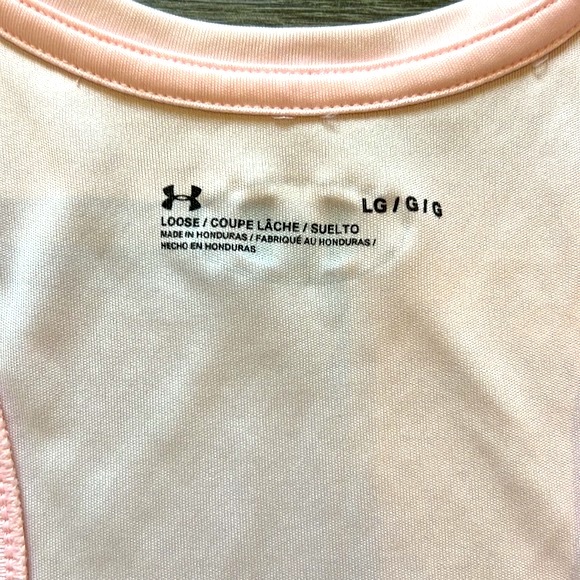 LG / G / G
LOOSE / COUPE LÂCHE / SUELTO
MADE IN HONDURAS / FABRIQUÉ AU HONDURAS /
HECHO EN HONDURAS